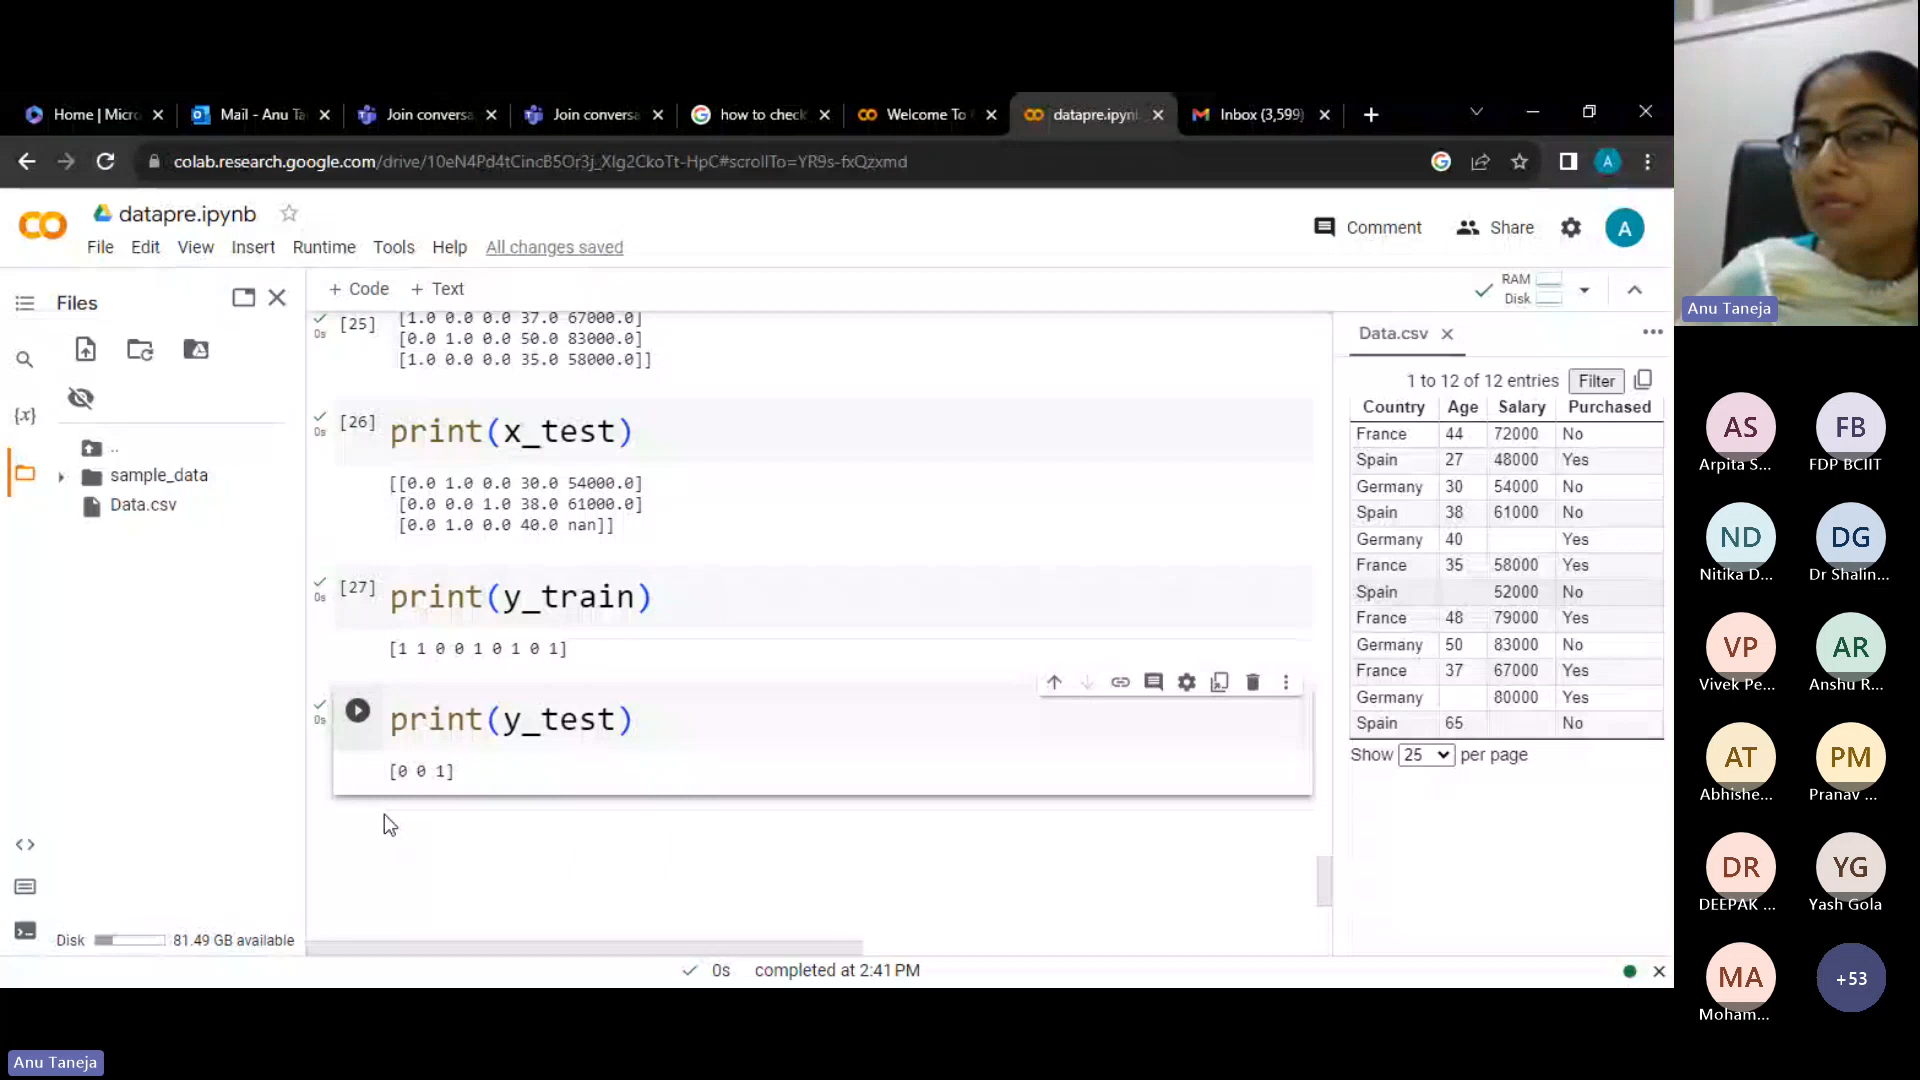 Home | Micro
Mail - Anu Ta
Join conversa
Join conversa
how to check
Welcome To
datapre.ipyn
Inbox (3,599)
colab.research.google.com/drive/10eN4Pd4tCincB5Or3j_XIg2CkoTt-HpC#scrollTo=YR9s-fxQzxmd
A
datapre.ipynb
Comment
Share
A
File Edit View Insert Runtime Tools Help All changes saved
Files
+ Code + Text
RAM
Disk
{x}
..
sample_data
Data.csv
Disk
81.49 GB available
0s
[25]
[1.0 0.0 0.0 37.0 67000.0]
[0.0 1.0 0.0 50.0 83000.0]
[1.0 0.0 0.0 35.0 58000.0]]
0s
[26]
print(x_test)
[[0.0 1.0 0.0 30.0 54000.0]
[0.0 0.0 1.0 38.0 61000.0]
[0.0 1.0 0.0 40.0 nan]]
0s
[27]
print(y_train)
[1 1 0 0 1 0 1 0 1]
0s
print(y_test)
[0 0 1]
Data.csv
1 to 12 of 12 entries Filter
Country Age Salary Purchased
France 44 72000 No
Spain 27 48000 Yes
Germany 30 54000 No
Spain 38 61000 No
Germany 40 Yes
France 35 58000 Yes
Spain 52000 No
France 48 79000 Yes
Germany 50 83000 No
France 37 67000 Yes
Germany 80000 Yes
Spain 65 No
Show 25 per page
0s completed at 2:41 PM
Anu Taneja
AS
Arpita S...
FB
FDP BCIIT
ND
Nitika D...
DG
Dr Shalin...
VP
Vivek Pe...
AR
Anshu R...
AT
Abhishe...
PM
Pranav ...
DR
DEEPAK ...
YG
Yash Gola
MA
Moham...
+53
Anu Taneja